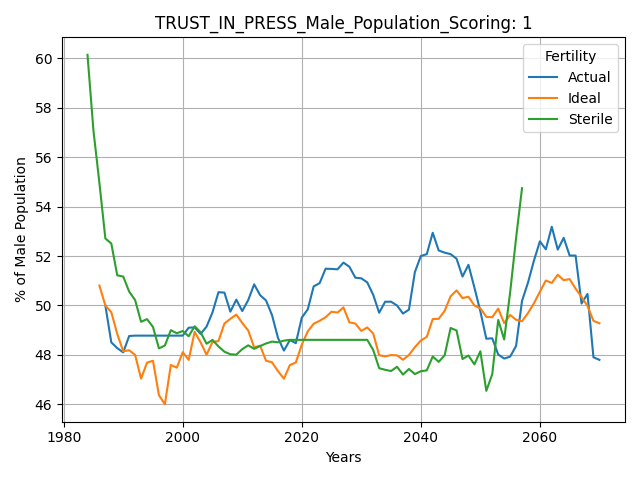 TRUST_IN_PRESS_Male_Population_Scoring: 1
Fertility
Actual
Ideal
Sterile
% of Male Population
60
58
56
54
52
50
48
46
1980
2000
2020
2040
2060
Years